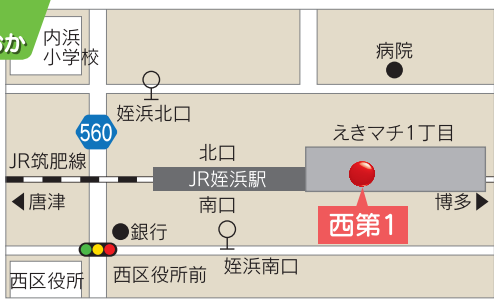 か
内浜
小学校
病院
姪浜北口
560
えきマチ1丁目
北口
JR筑肥線
JR姪浜駅
唐津
南口
博多
西第1
銀行
西区役所
西区役所前
姪浜南口